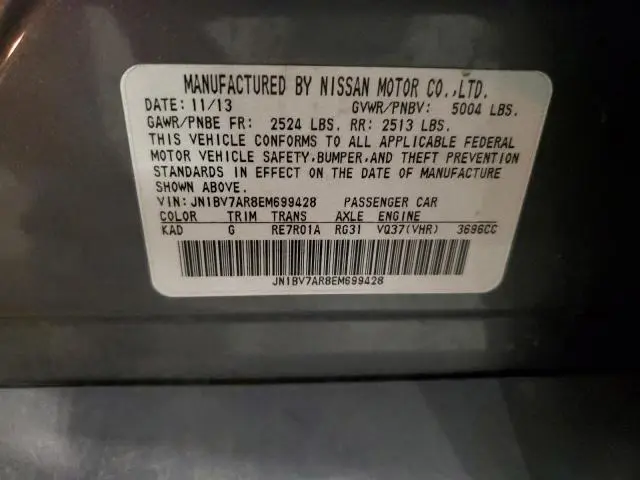 MANUFACTURED BY NISSAN MOTOR CO.,LTD.
DATE: 11/13 GVWR/PNBV: 5004 LBS.
GAWR/PNBE FR: 2524 LBS. RR: 2513 LBS.
THIS VEHICLE CONFORMS TO ALL APPLICABLE FEDERAL
MOTOR VEHICLE SAFETY,BUMPER,AND THEFT PREVENTION
STANDARDS IN EFFECT ON THE DATE OF MANUFACTURE
SHOWN ABOVE.
VIN: JN1BV7AR8EM699428 PASSENGER CAR
COLOR TRIM TRANS AXLE ENGINE
KAD G RE7R01A RG31 VQ37(VHR) 3696CC
JN1BV7AR8EM699428